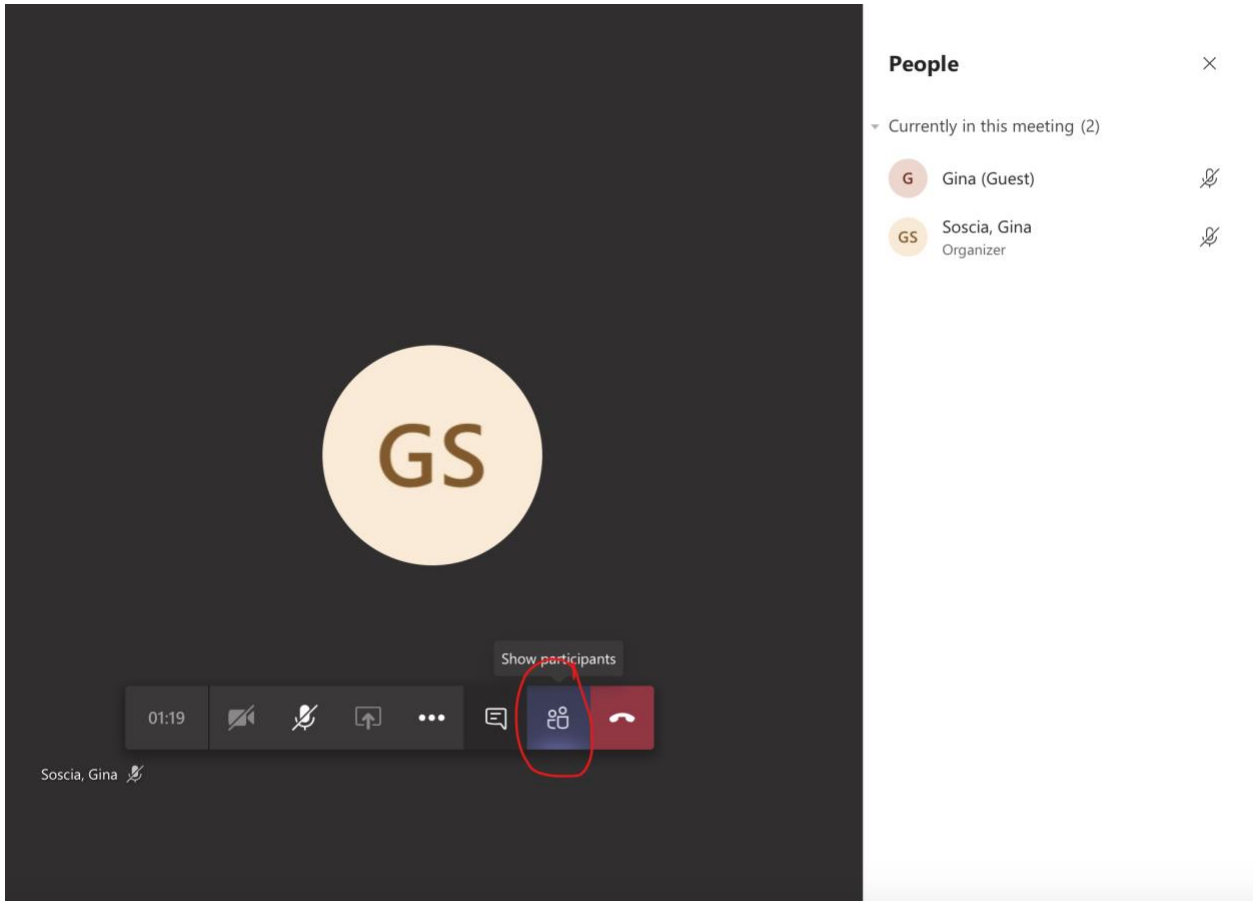 People
Currently in this meeting (2)
G Gina (Guest)
GS Soscia, Gina
Organizer
GS
Show participants
01:19
Soscia, Gina